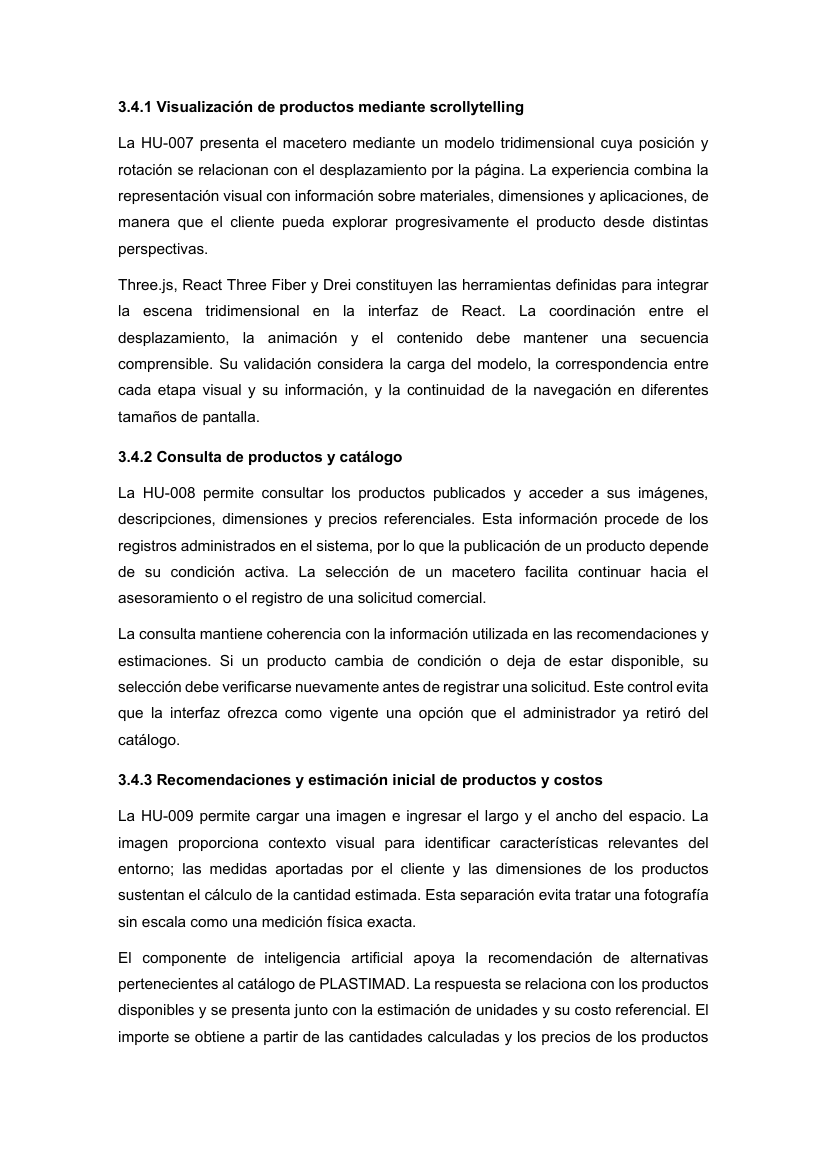 3.4.1 Visualización de productos mediante scrollytelling
La HU-007 presenta el macetero mediante un modelo tridimensional cuya posición y
rotación se relacionan con el desplazamiento por la página. La experiencia combina la
representación visual con información sobre materiales, dimensiones y aplicaciones, de
manera que el cliente pueda explorar progresivamente el producto desde distintas
perspectivas.
Three.js, React Three Fiber y Drei constituyen las herramientas definidas para integrar
la escena tridimensional en la interfaz de React. La coordinación entre el
desplazamiento, la animación y el contenido debe mantener una secuencia
comprensible. Su validación considera la carga del modelo, la correspondencia entre
cada etapa visual y su información, y la continuidad de la navegación en diferentes
tamaños de pantalla.
3.4.2 Consulta de productos y catálogo
La HU-008 permite consultar los productos publicados y acceder a sus imágenes,
descripciones, dimensiones y precios referenciales. Esta información procede de los
registros administrados en el sistema, por lo que la publicación de un producto depende
de su condición activa. La selección de un macetero facilita continuar hacia el
asesoramiento o el registro de una solicitud comercial.
La consulta mantiene coherencia con la información utilizada en las recomendaciones y
estimaciones. Si un producto cambia de condición o deja de estar disponible, su
selección debe verificarse nuevamente antes de registrar una solicitud. Este control evita
que la interfaz ofrezca como vigente una opción que el administrador ya retiró del
catálogo.
3.4.3 Recomendaciones y estimación inicial de productos y costos
La HU-009 permite cargar una imagen e ingresar el largo y el ancho del espacio. La
imagen proporciona contexto visual para identificar características relevantes del
entorno; las medidas aportadas por el cliente y las dimensiones de los productos
sustentan el cálculo de la cantidad estimada. Esta separación evita tratar una fotografía
sin escala como una medición física exacta.
El componente de inteligencia artificial apoya la recomendación de alternativas
pertenecientes al catálogo de PLASTIMAD. La respuesta se relaciona con los productos
disponibles y se presenta junto con la estimación de unidades y su costo referencial. El
importe se obtiene a partir de las cantidades calculadas y los precios de los productos